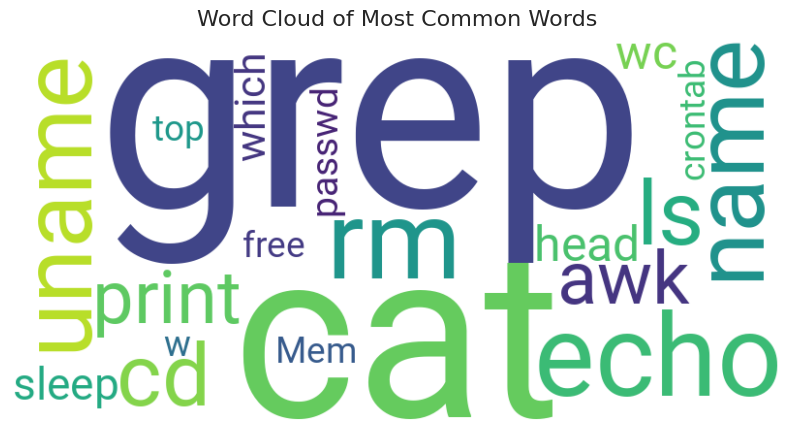 Word Cloud of Most Common Words
grep
uname
which
top
passwd
wc
crontab
name
rm
free
ls
head
awk
print
cat
w
Mem
echo
cd
sleep